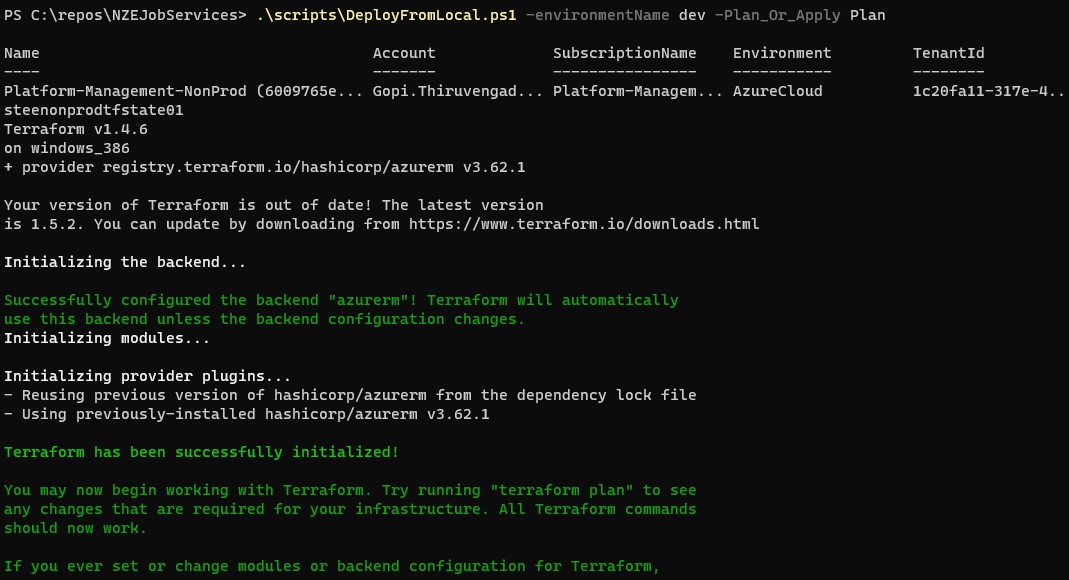 PS C:\repos\NZEJobServices> .\scripts\DeployFromLocal.ps1 -environmentName dev -Plan_Or_Apply Plan
Name Account SubscriptionName Environment TenantId
---- ------- ---------------- ----------- --------
Platform-Management-NonProd (6009765e... Gopi.Thiruvengad... Platform-Managem... AzureCloud 1c20fa11-317e-4..
steenonprodtfstate01
Terraform v1.4.6
on windows_386
+ provider registry.terraform.io/hashicorp/azurerm v3.62.1
Your version of Terraform is out of date! The latest version
is 1.5.2. You can update by downloading from https://www.terraform.io/downloads.html
Initializing the backend...
Successfully configured the backend "azurerm"! Terraform will automatically
use this backend unless the backend configuration changes.
Initializing modules...
Initializing provider plugins...
- Reusing previous version of hashicorp/azurerm from the dependency lock file
- Using previously-installed hashicorp/azurerm v3.62.1
Terraform has been successfully initialized!
You may now begin working with Terraform. Try running "terraform plan" to see
any changes that are required for your infrastructure. All Terraform commands
should now work.
If you ever set or change modules or backend configuration for Terraform,